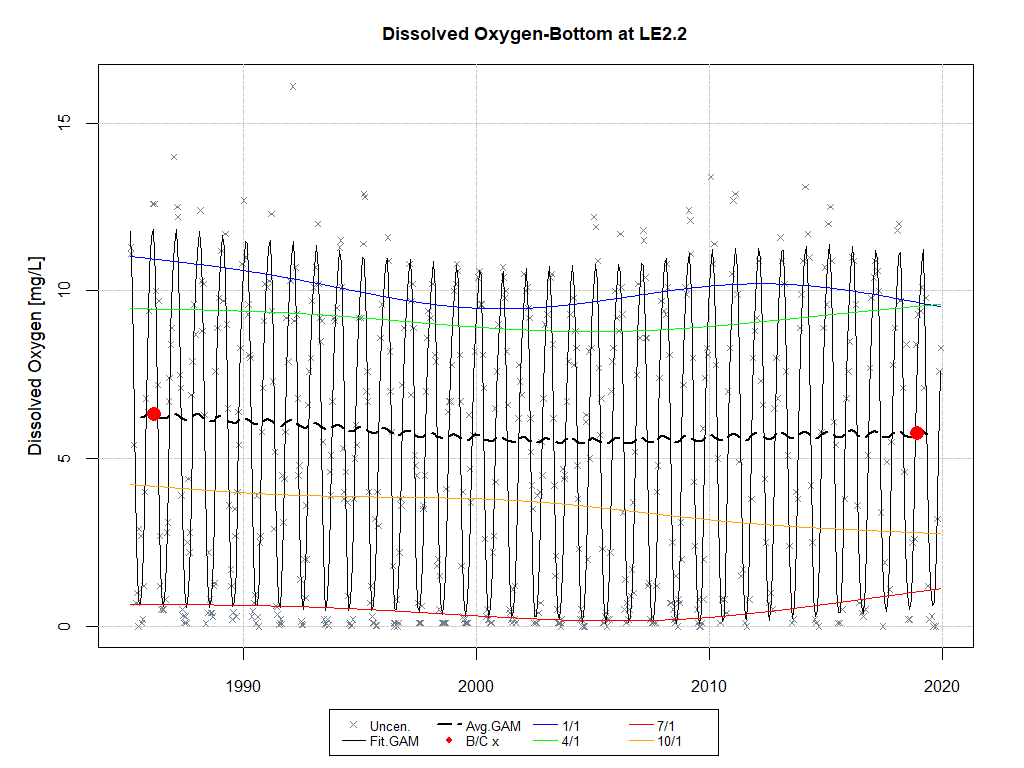 Dissolved Oxygen-Bottom at LE2.2
Dissolved Oxygen [mg/L]
15
10
5
0
1990 2000 2010 2020
Uncen. Avg.GAM 1/1 7/1
Fit.GAM B/C x 4/1 10/1